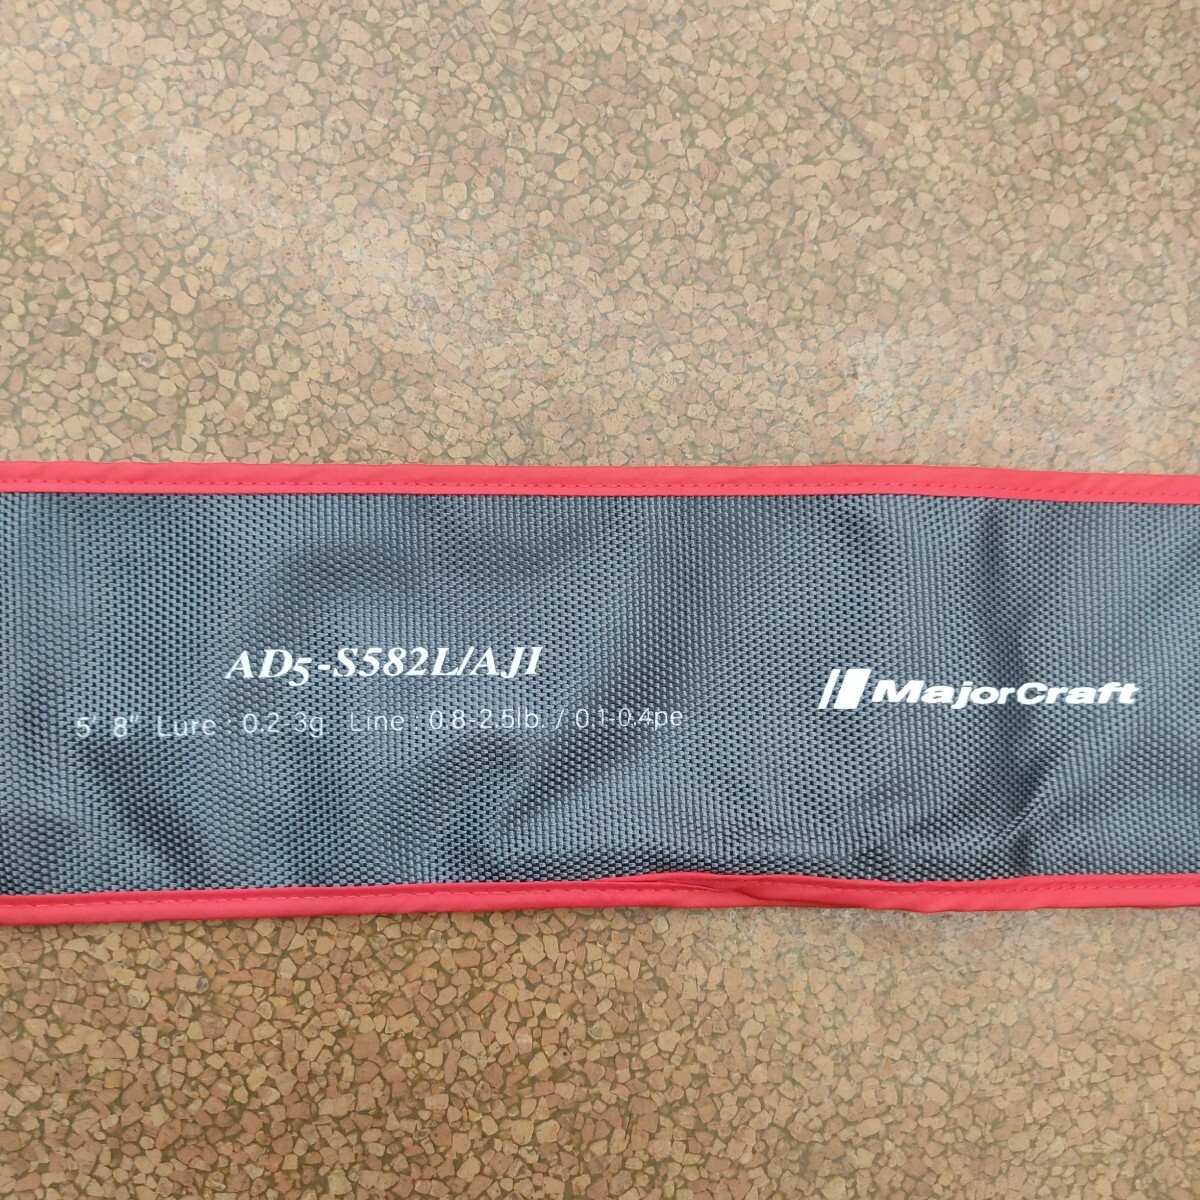 AD5-S582L/AJI
5' 8" Lure : 0.2-3g Line : 0.8-2.5lb. / 0.1-0.4pe
MajorCraft